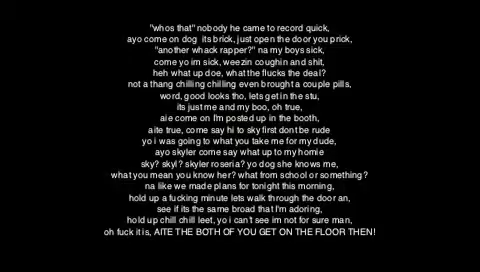 "whos that" nobody he came to record quick,
ayo come on dog its brick, just open the door you prick,
"another whack rapper?" na my boys sick,
come yo im sick, weezin coughin and shit,
heh what up doe, what the flucks the deal?
not a thang chilling chilling even brought a couple pills,
word, good looks tho, lets get in the stu,
its just me and my boo, oh true,
aie come on I'm posted up in the booth,
aite true, come say hi to sky first dont be rude
yo i was going to what you take me for my dude,
ayo skyler come say what up to my homie
sky? skyl? skyler roseria? yo dog she knows me,
what you mean you know her? what from school or something?
na like we made plans for tonight this morning,
hold up a fucking minute lets walk through the door an,
see if its the same broad that I'm adoring,
hold up chill chill leet, yo i can't see im not for sure man,
oh fuck it is, AITE THE BOTH OF YOU GET ON THE FLOOR THEN!